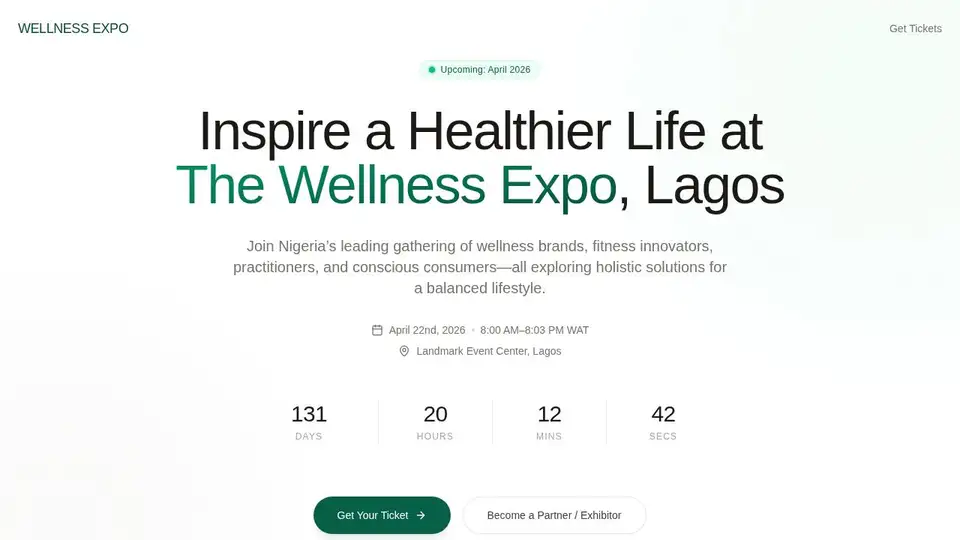 WELLNESS EXPO
Get Tickets
Upcoming: April 2026
Inspire a Healthier Life at
The Wellness Expo, Lagos
Join Nigeria’s leading gathering of wellness brands, fitness innovators,
practitioners, and conscious consumers—all exploring holistic solutions for
a balanced lifestyle.
April 22nd, 2026 • 8:00 AM–8:03 PM WAT
Landmark Event Center, Lagos
131 20 12 42
DAYS HOURS MINS SECS
Get Your Ticket → Become a Partner / Exhibitor